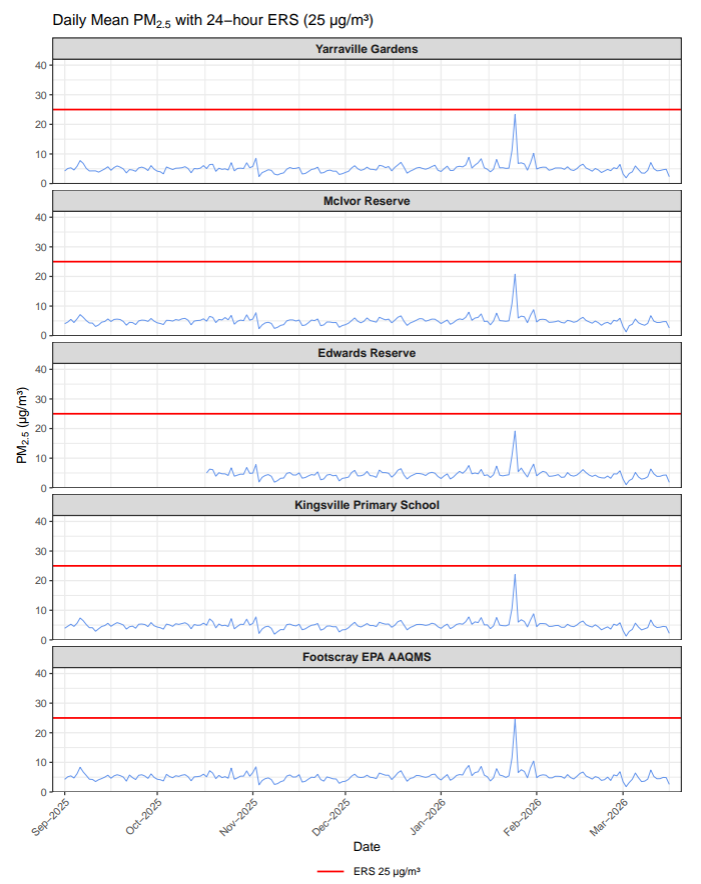 Daily Mean PM2.5 with 24−hour ERS (25 µg/m³)
Yarraville Gardens
40
30
20
10
0
McIvor Reserve
40
30
20
10
0
Edwards Reserve
40
30
20
10
0
Kingsville Primary School
40
30
20
10
0
Footscray EPA AAQMS
40
30
20
10
0
PM2.5 (µg/m³)
Sep−2025
Oct−2025
Nov−2025
Dec−2025
Jan−2026
Feb−2026
Mar−2026
Date
ERS 25 µg/m³